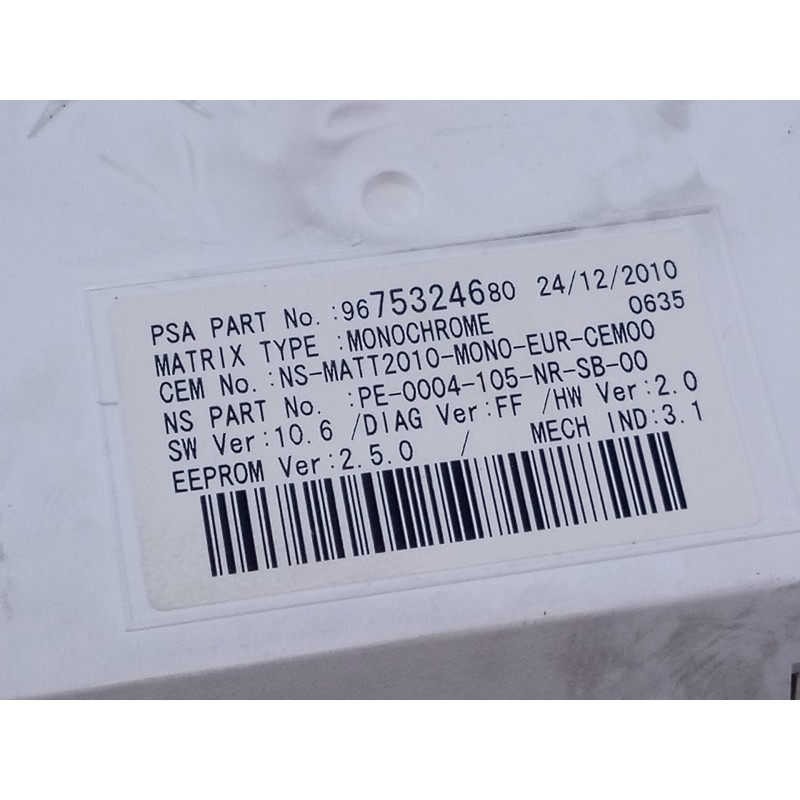 PSA PART No.:9675324680 24/12/2010
MATRIX TYPE :MONOCHROME 0635
CEM No.:NS-MATT2010-MONO-EUR-CEM00
NS PART No. :PE-0004-105-NR-SB-00
SW Ver:10.6 /DIAG Ver:FF /HW Ver:2.0
EEPROM Ver:2.5.0 / MECH IND:3.1